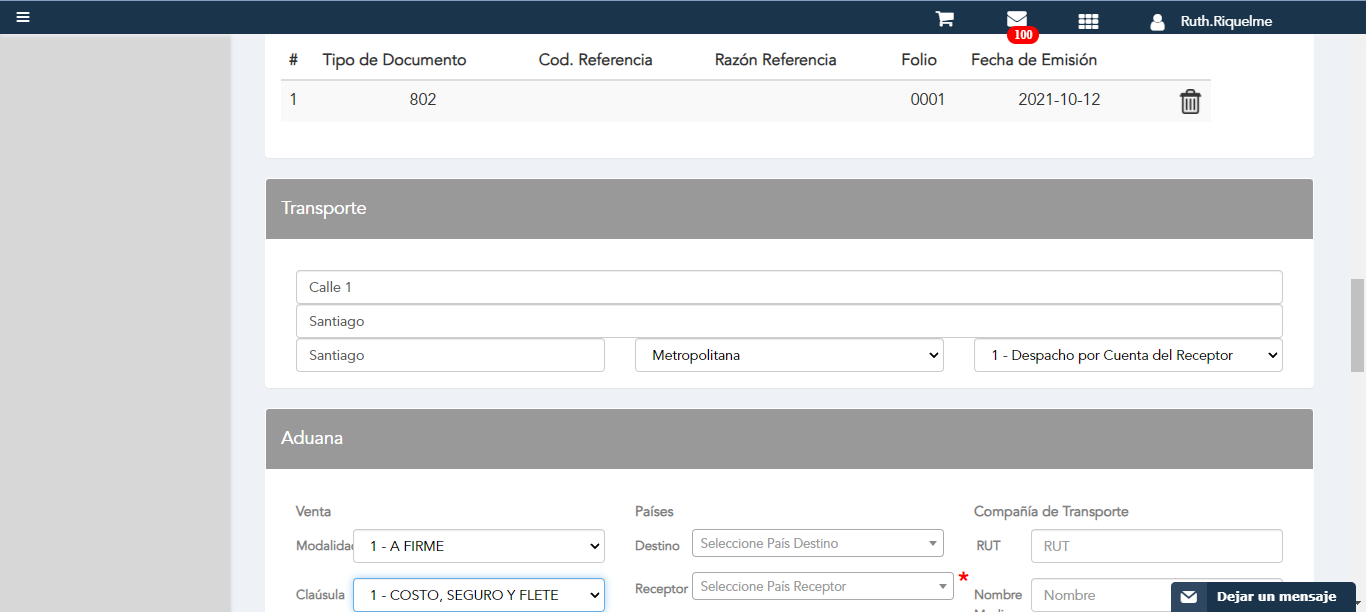 Ruth.Riquelme
100
# Tipo de Documento Cod. Referencia Razón Referencia Folio Fecha de Emisión
1 802 0001 2021-10-12
Transporte
Calle 1
Santiago
Santiago Metropolitana 1 - Despacho por Cuenta del Receptor
Aduana
Venta Países Compañía de Transporte
Modalidad 1 - A FIRME Destino Seleccione País Destino RUT RUT
Claúsula 1 - COSTO, SEGURO Y FLETE Receptor Seleccione País Receptor * Nombre Nombre
Dejar un mensaje